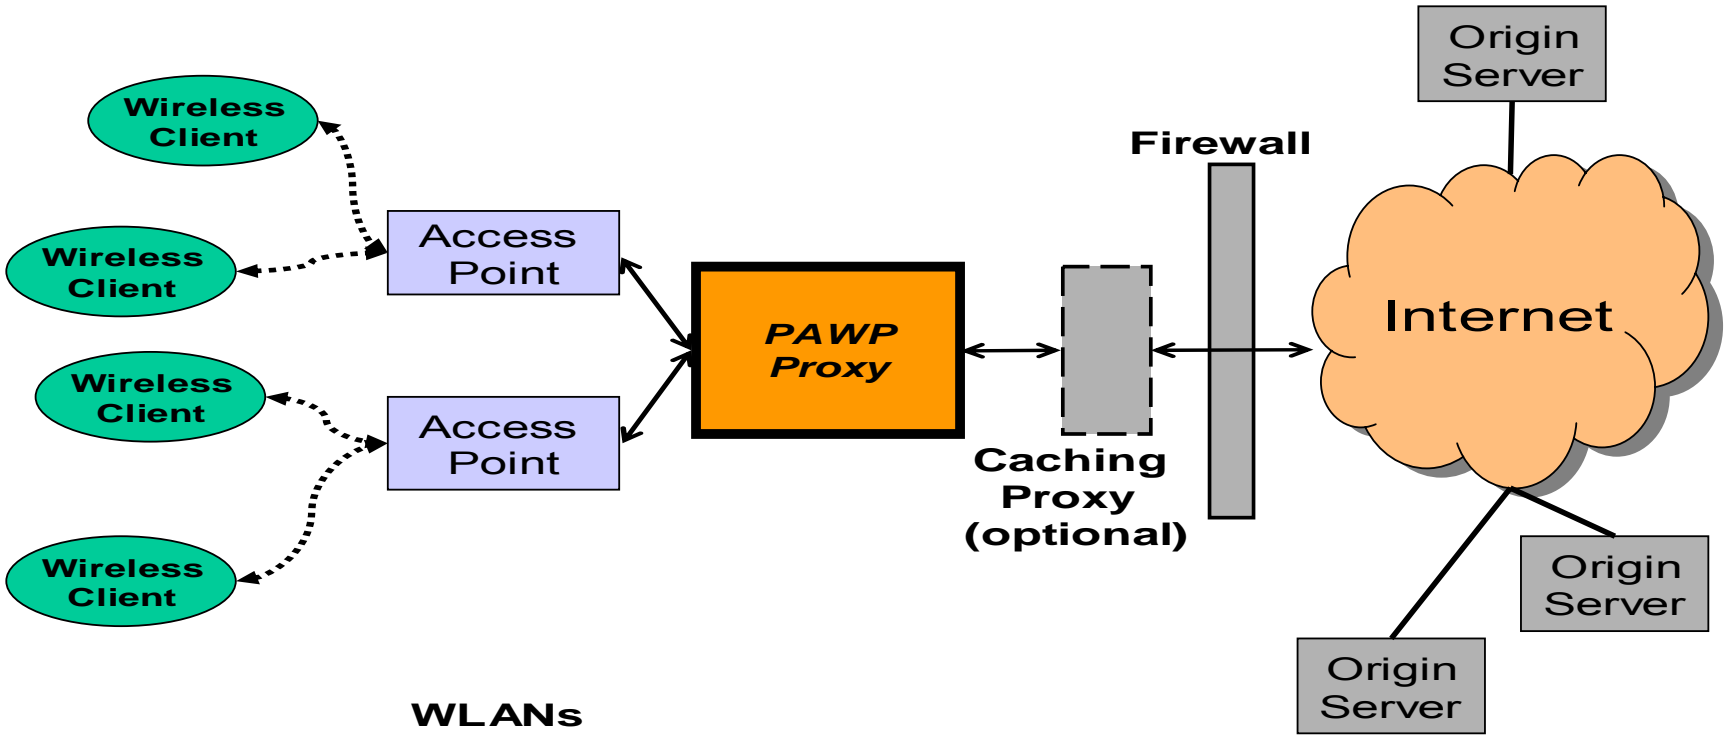 Origin
Server
Wireless
Client
Firewall
Wireless
Client
Access
Point
PAWP
Proxy
Internet
Wireless
Client
Access
Point
Caching
Proxy
(optional)
Wireless
Client
Origin
Server
Origin
Server
WLANs